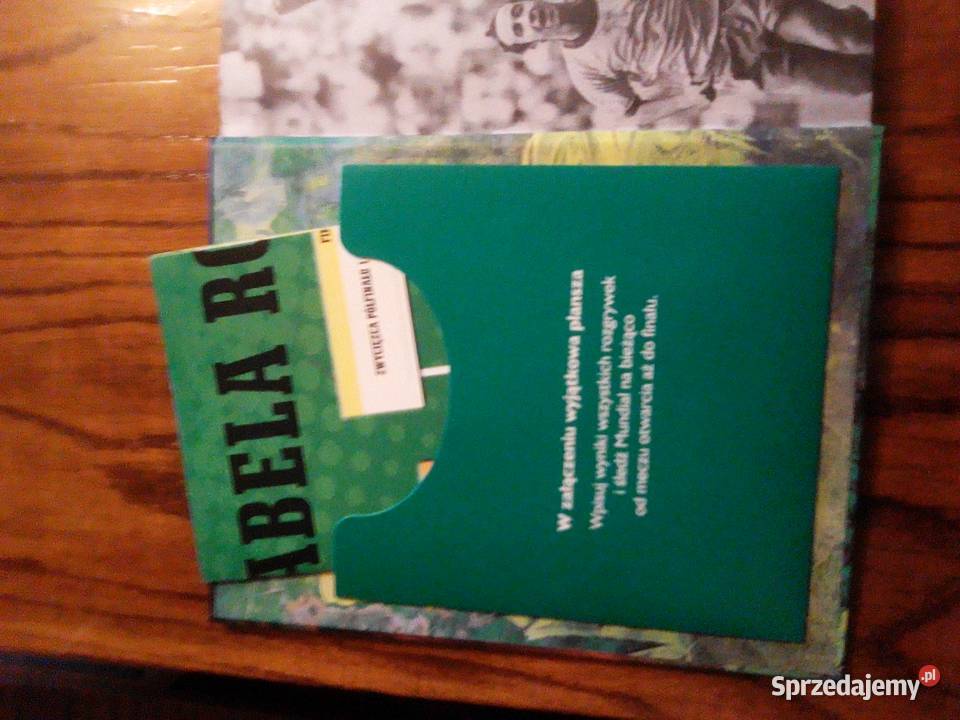 ABELA RO
ZWYCIĘZCA PÓŁFINAŁU
W załączeniu wyjątkowa plansza
Wpisuj wyniki wszystkich rozgrywek
i śledź Mundial na bieżąco
od meczu otwarcia aż do finału.
Sprzedajemy.pl